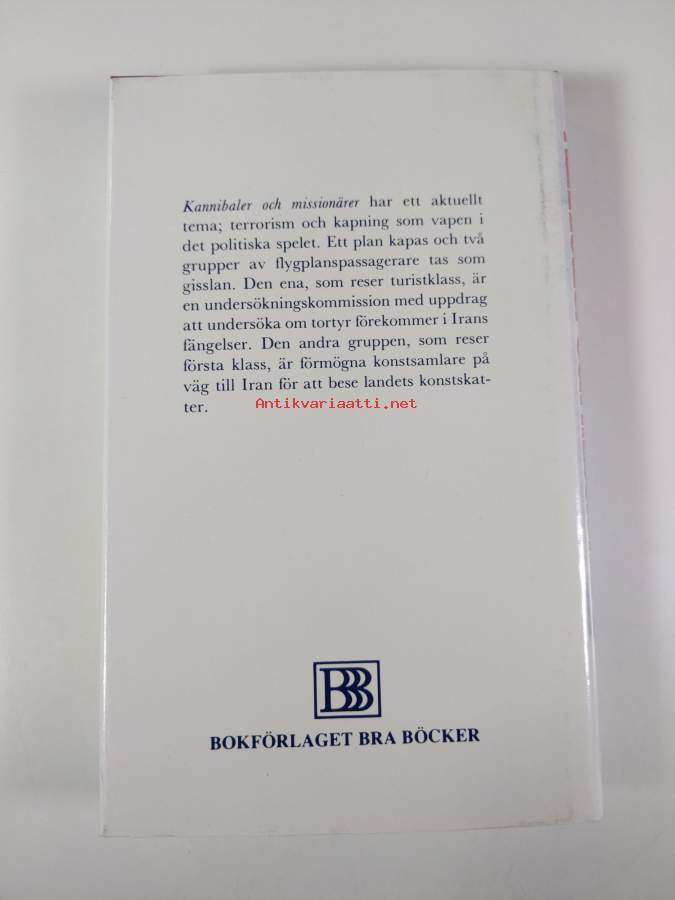 Kannibaler och missionärer har ett aktuellt
tema; terrorism och kapning som vapen i
det politiska spelet. Ett plan kapas och två
grupper av flygplanspassagerare tas som
gisslan. Den ena, som reser turistklass, är
en undersökningskommission med uppdrag
att undersöka om tortyr förekommer i Irans
fängelser. Den andra gruppen, som reser
första klass, är förmögna konstsamlare på
väg till Iran för att bese landets konstskat-
ter.
Antikvariaatti.net
BBB
BOKFÖRLAGET BRA BÖCKER